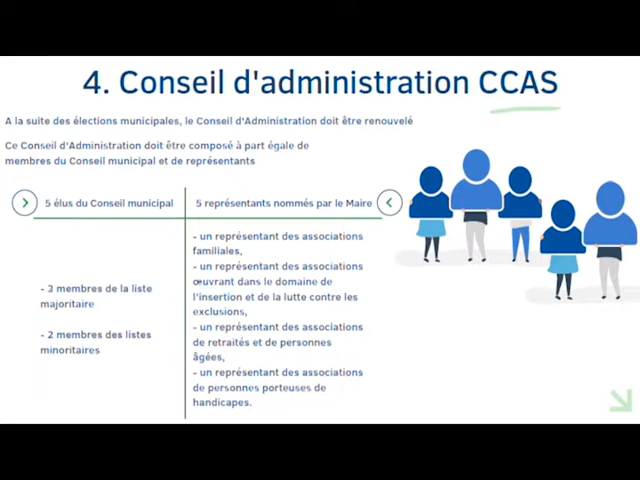 4. Conseil d'administration CCAS
A la suite des élections municipales, le Conseil d'Administration doit être renouvelé
Ce Conseil d'Administration doit être composé à part égale de
membres du Conseil municipal et de représentants
5 élus du Conseil municipal
5 représentants nommés par le Maire
- 3 membres de la liste
majoritaire
- 2 membres des listes
minoritaires
- un représentant des associations
familiales,
- un représentant des associations
œuvrant dans le domaine de
l'insertion et de la lutte contre les
exclusions,
- un représentant des associations
de retraités et de personnes
âgées,
- un représentant des associations
de personnes porteuses de
handicapes.